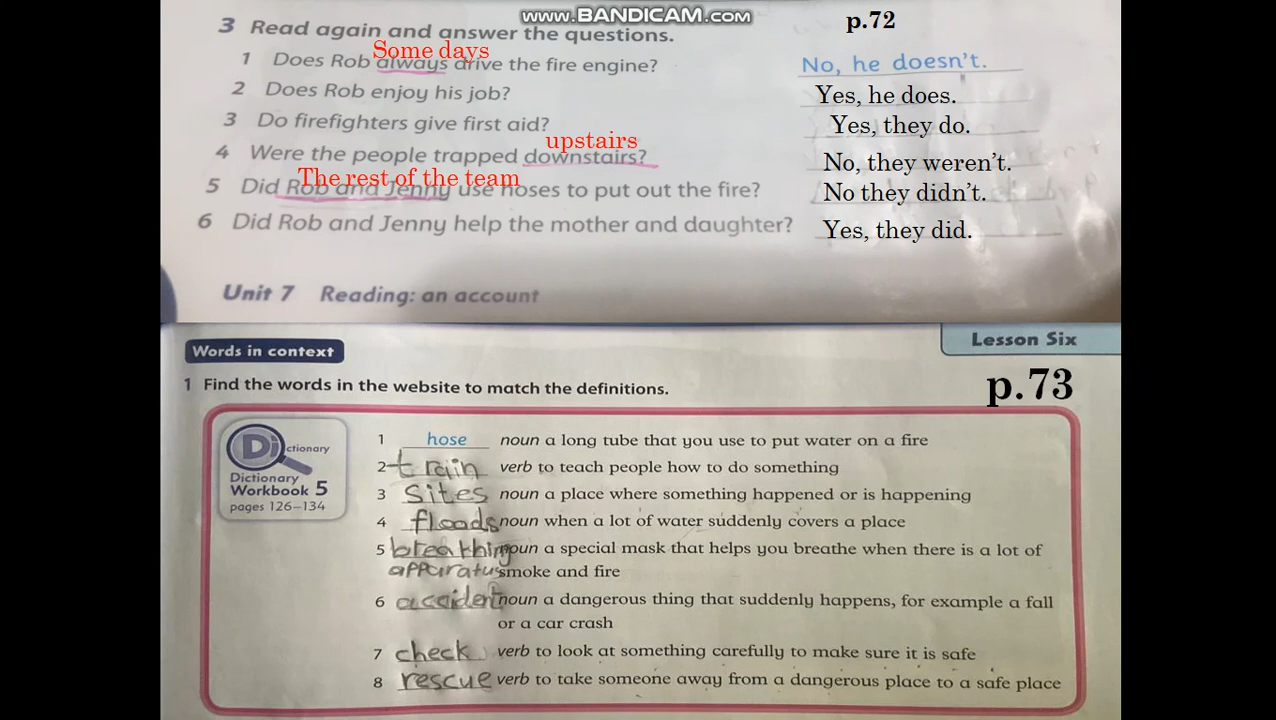 www.BANDICAM.com
p.72
3 Read again and answer the questions.
Some days
1 Does Rob always drive the fire engine? No, he doesn't.
2 Does Rob enjoy his job? Yes, he does.
3 Do firefighters give first aid? Yes, they do.
upstairs
4 Were the people trapped downstairs? No, they weren't.
The rest of the team
5 Did Rob and Jenny use hoses to put out the fire? No they didn't.
6 Did Rob and Jenny help the mother and daughter? Yes, they did.
Unit 7 Reading: an account
Words in context
Lesson Six
1 Find the words in the website to match the definitions.
p.73
Dictionary
Dictionary
Workbook 5
pages 126–134
1 hose noun a long tube that you use to put water on a fire
2 train verb to teach people how to do something
3 sites noun a place where something happened or is happening
4 floods noun when a lot of water suddenly covers a place
5 breathing noun a special mask that helps you breathe when there is a lot of
apparatus smoke and fire
6 accident noun a dangerous thing that suddenly happens, for example a fall
or a car crash
7 check verb to look at something carefully to make sure it is safe
8 rescue verb to take someone away from a dangerous place to a safe place